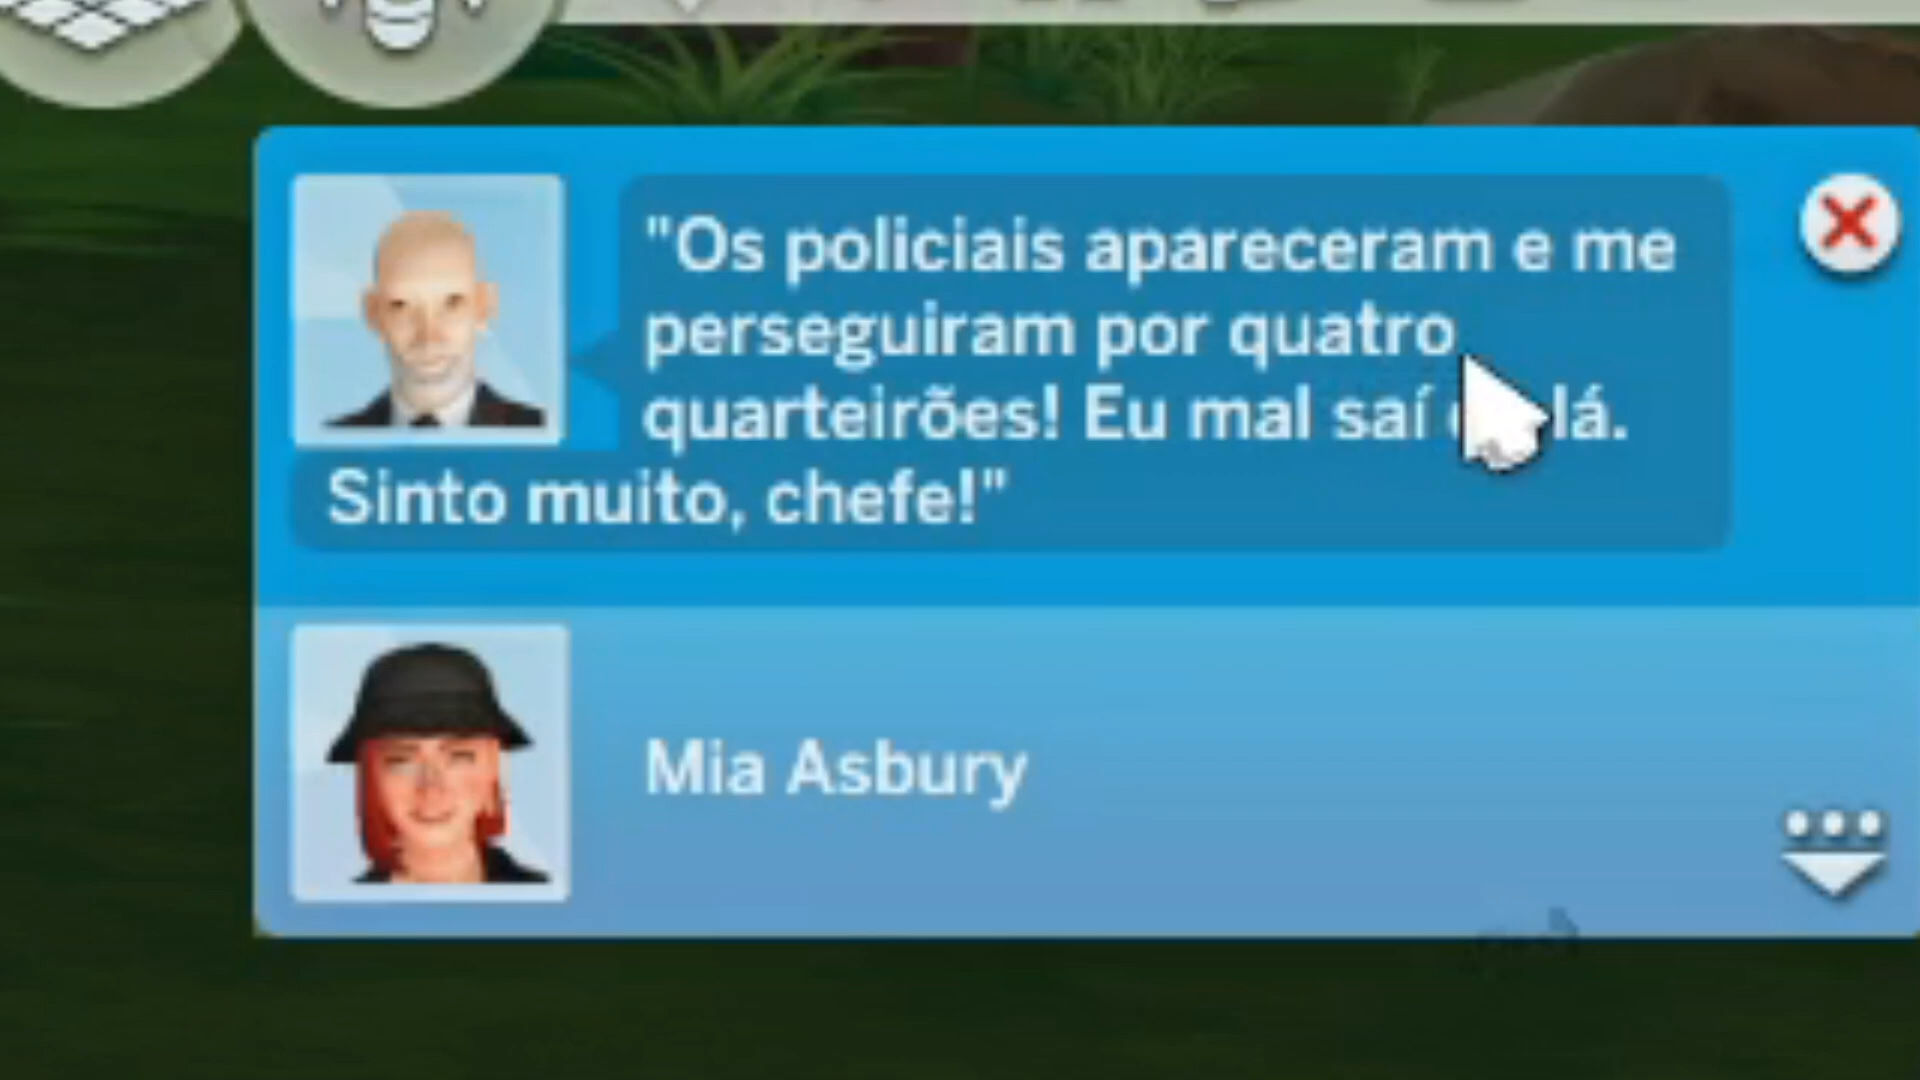 "Os policiais apareceram e me
perseguiram por quatro
quarteirões! Eu mal saí lá.
Sinto muito, chefe!"
Mia Asbury